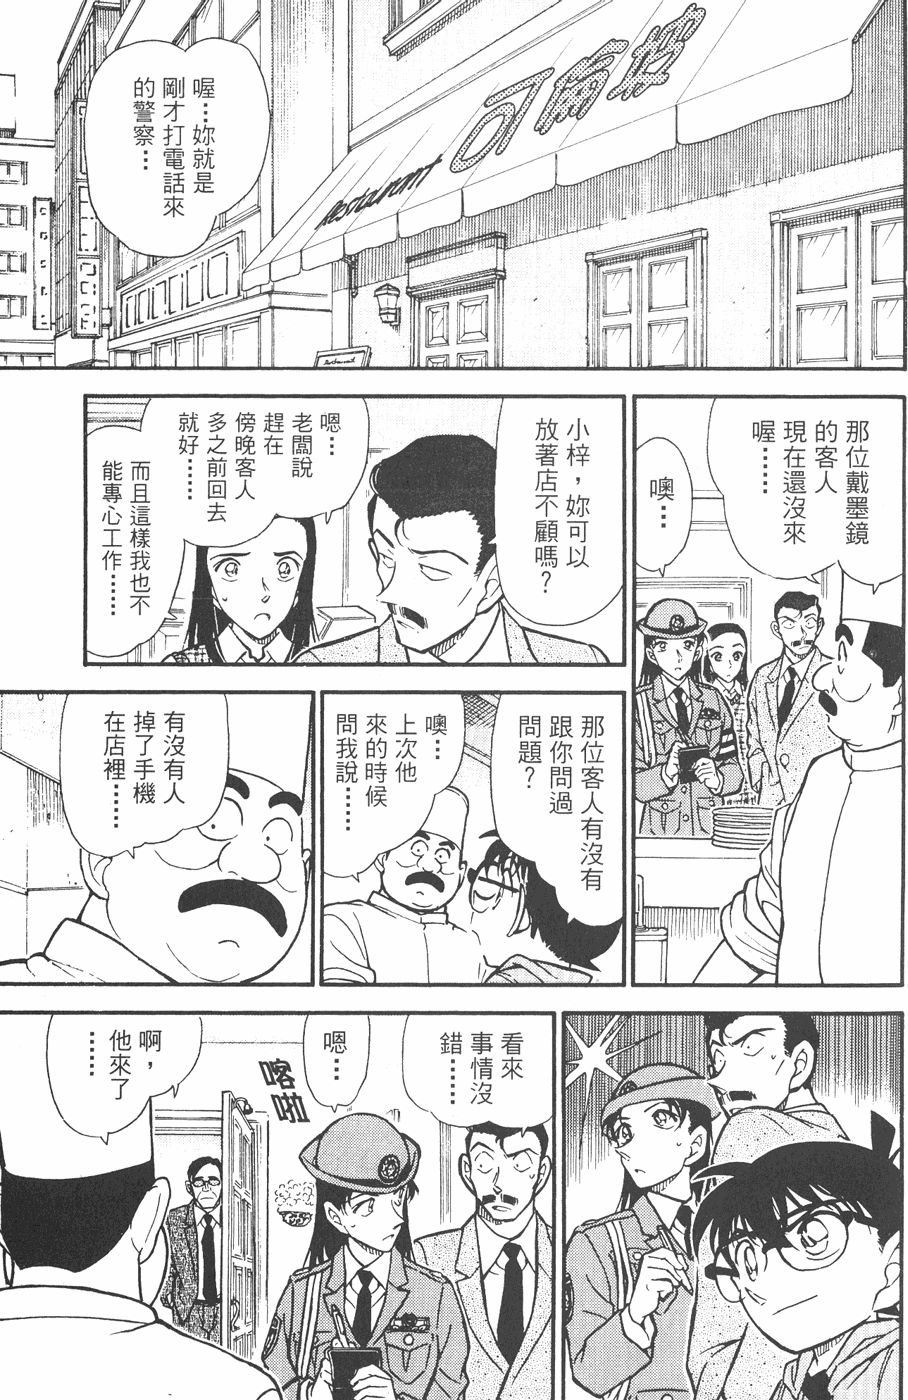 喔…妳就是
剛才打電話來
的警察…
可倫坡
Restaurant
Restaurant
那位戴墨鏡
的客人
現在還沒來
喔……
噢…
小梓，妳可以
放著店不顧嗎？
嗯…
老闆說
趕在
傍晚客人
多之前回去
就好……
而且這樣我也不
能專心工作……
那位客人有沒有
跟你問過
問題？
噢…
上次他
來的時候
問我說…
有沒有人
掉了手機
在店裡……
看來
事情沒
錯……
嗯…
喀啦
啊，
他來了
……